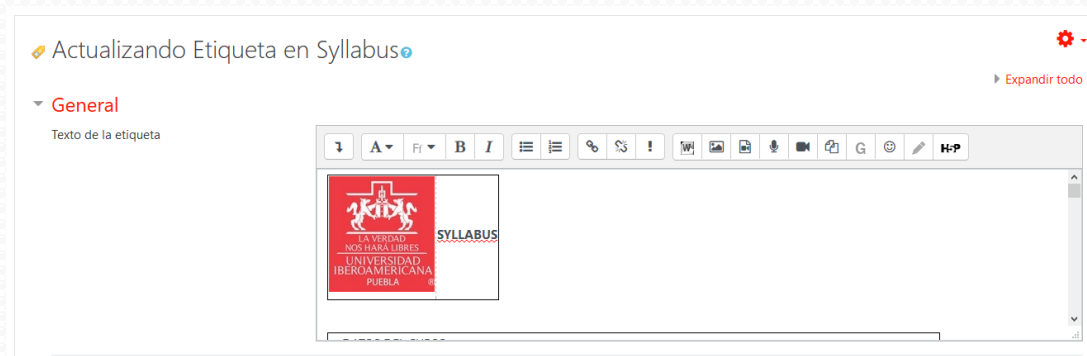 Actualizando Etiqueta en Syllabus
Expandir todo
General
Texto de la etiqueta
A Ff B I G H-P
LA VERDAD
NOS HARÁ LIBRES
UNIVERSIDAD
IBEROAMERICANA
PUEBLA ®
SYLLABUS